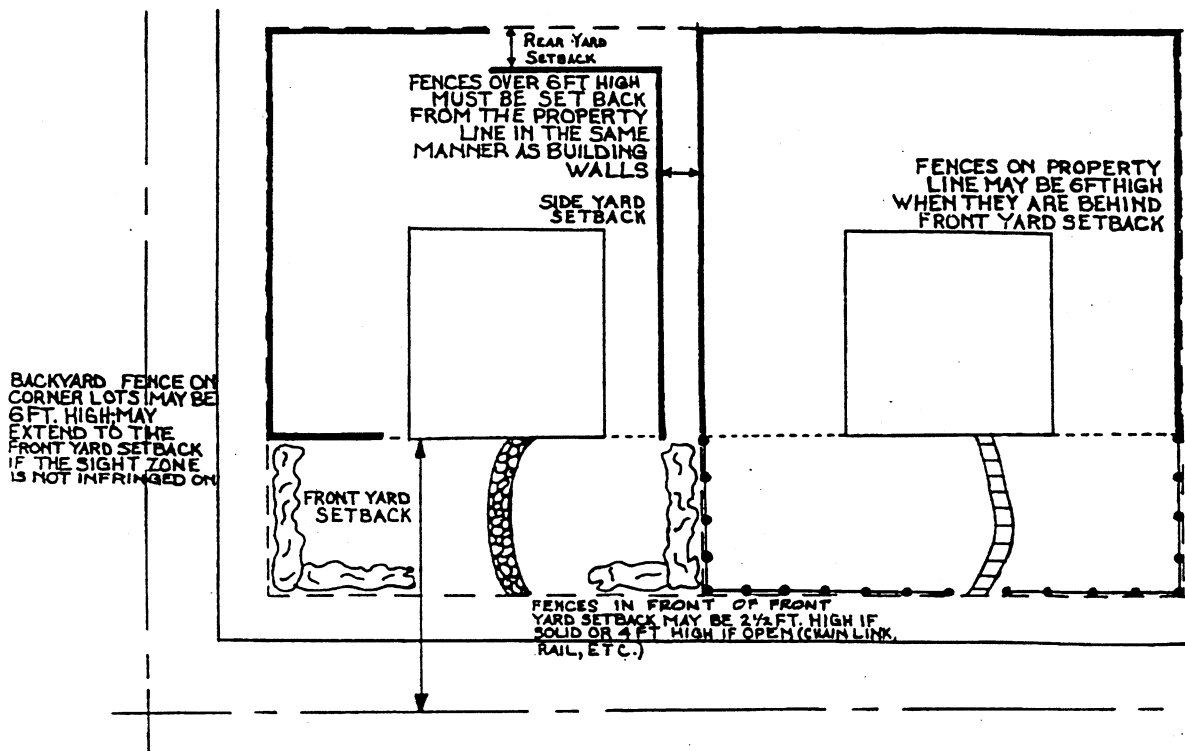 REAR YARD
SETBACK
FENCES OVER 6FT HIGH
MUST BE SET BACK
FROM THE PROPERTY
LINE IN THE SAME
MANNER AS BUILDING
WALLS
SIDE YARD
SETBACK
FENCES ON PROPERTY
LINE MAY BE 6FT HIGH
WHEN THEY ARE BEHIND
FRONT YARD SETBACK
BACKYARD FENCE ON
CORNER LOTS MAY BE
6FT. HIGH; MAY
EXTEND TO THE
FRONT YARD SETBACK
IF THE SIGHT ZONE
IS NOT INFRINGED ON
FRONT YARD
SETBACK
FENCES IN FRONT OF FRONT
YARD SETBACK MAY BE 2½ FT. HIGH IF
SOLID OR 4 FT HIGH IF OPEN (CHAIN LINK,
RAIL, ETC.)